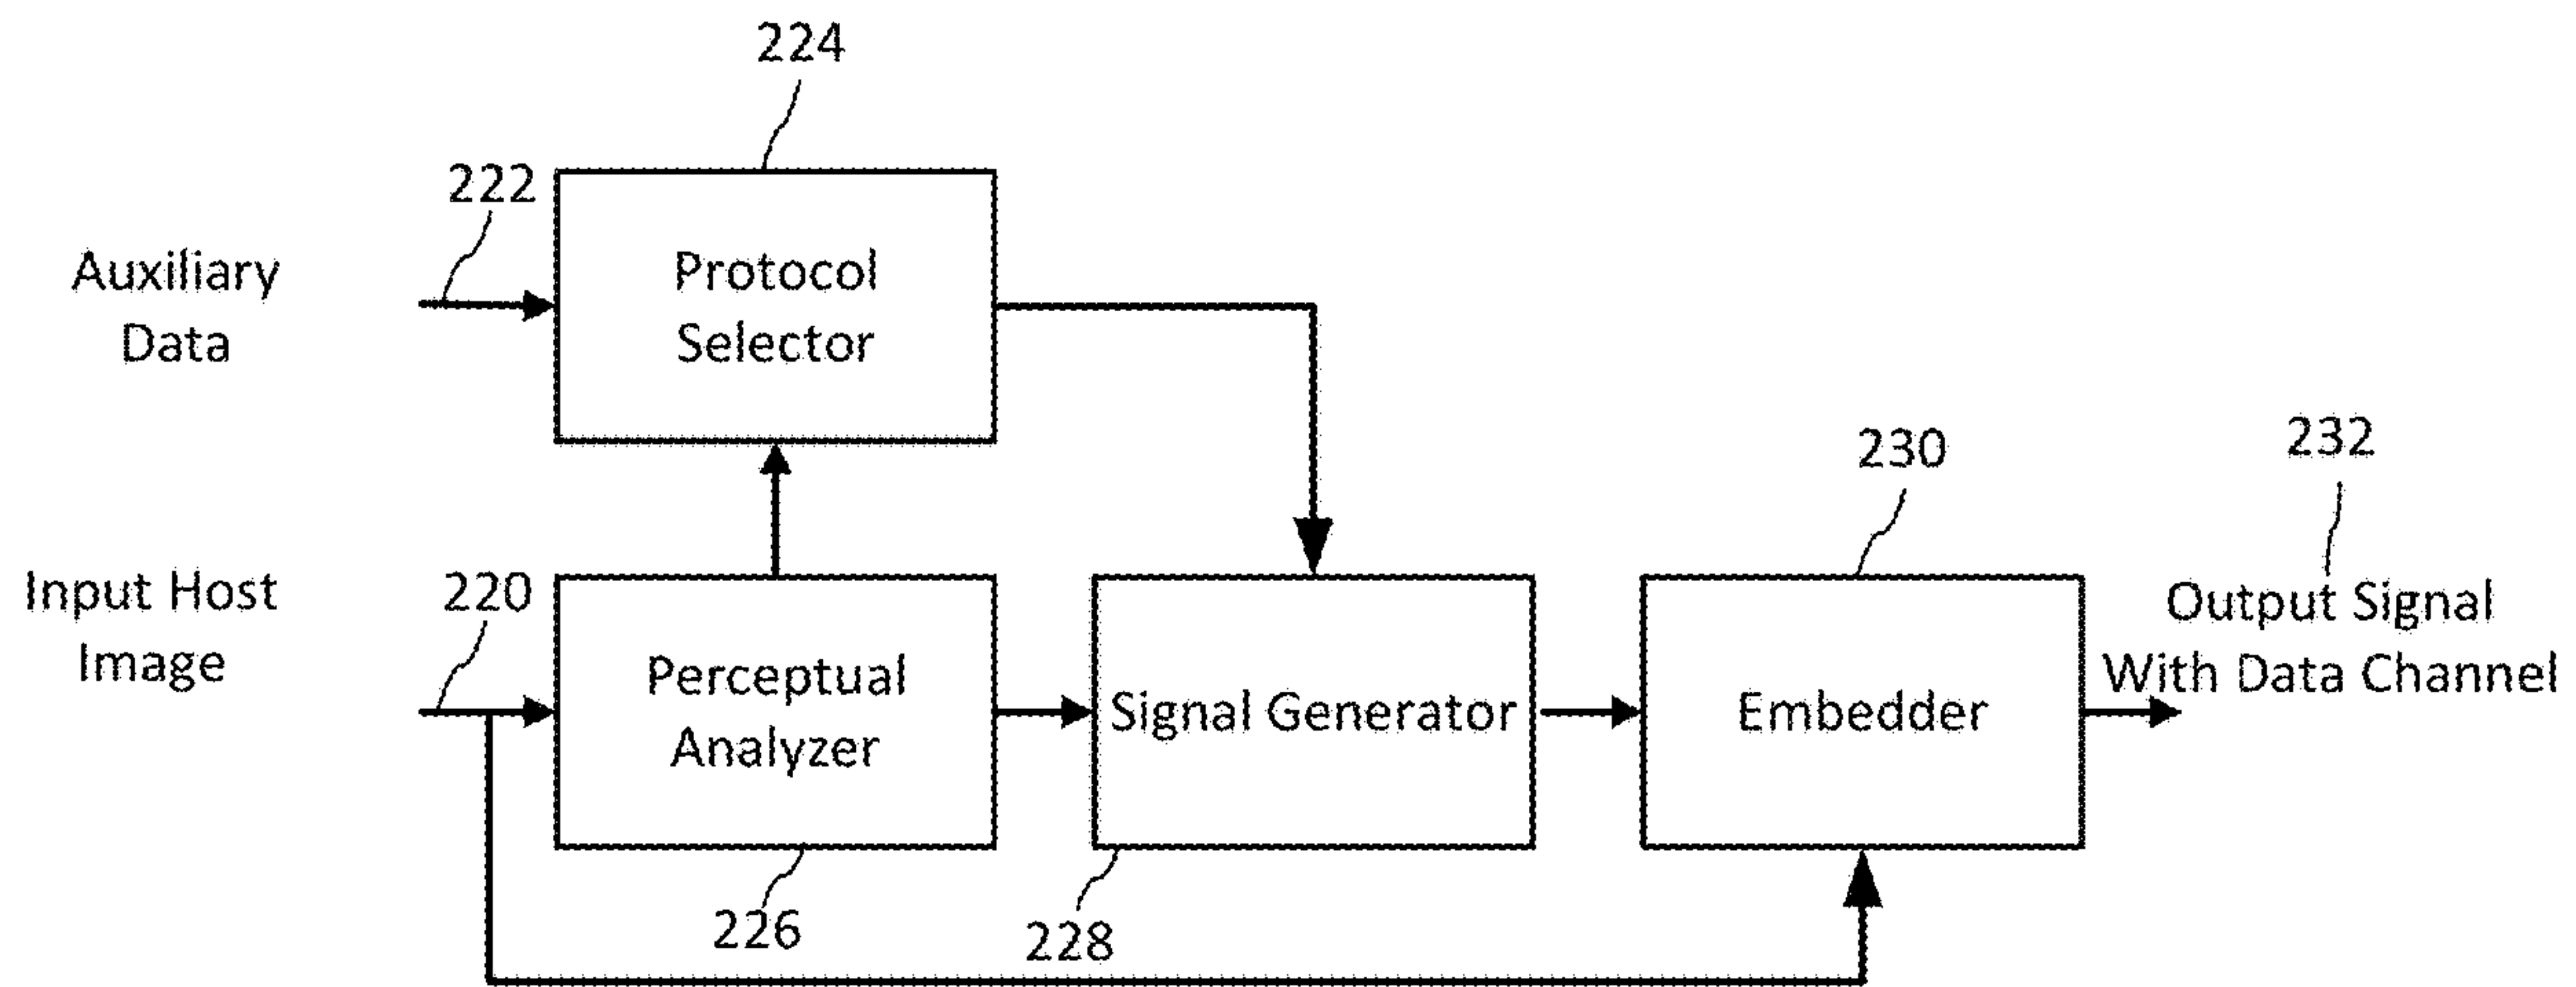 224
222
Auxiliary
Data
Protocol
Selector
230
232
Input Host
Image
220
Perceptual
Analyzer
Signal Generator
Embedder
Output Signal
With Data Channel
226
228